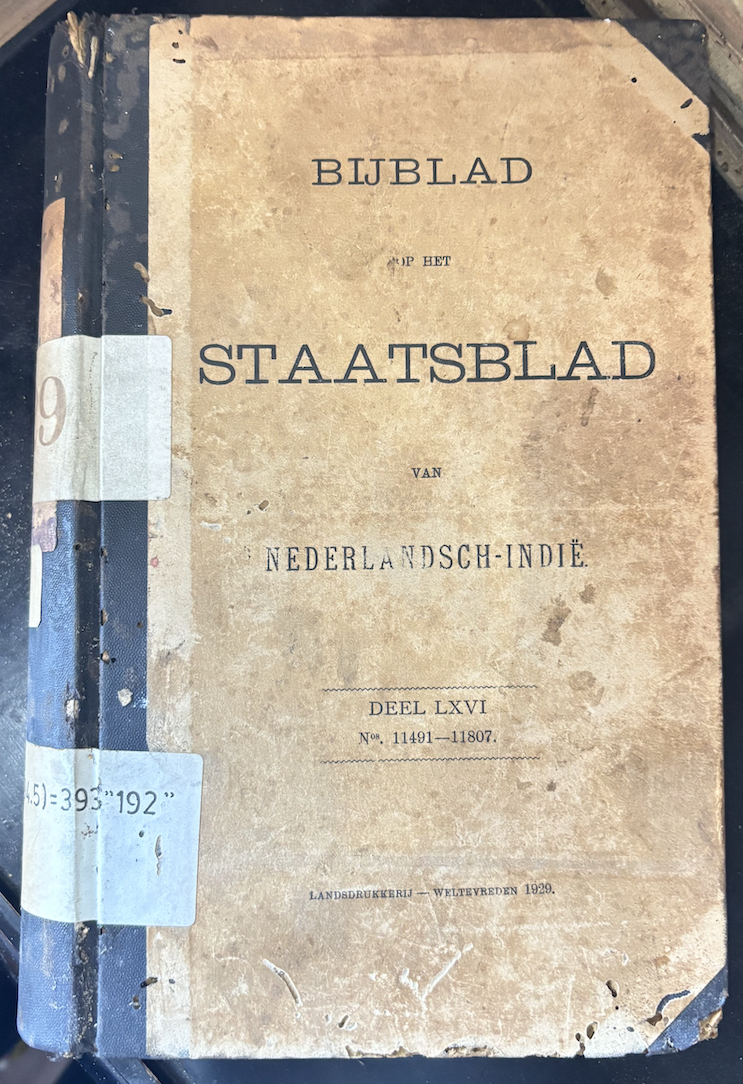 BIJBLAD
OP HET
STAATSBLAD
VAN
NEDERLANDSCH-INDIË.
DEEL LXVI
Nos. 11491—11807.
LANDSDRUKKERIJ — WELTEVREDEN 1929.
9
.5)=393"192"